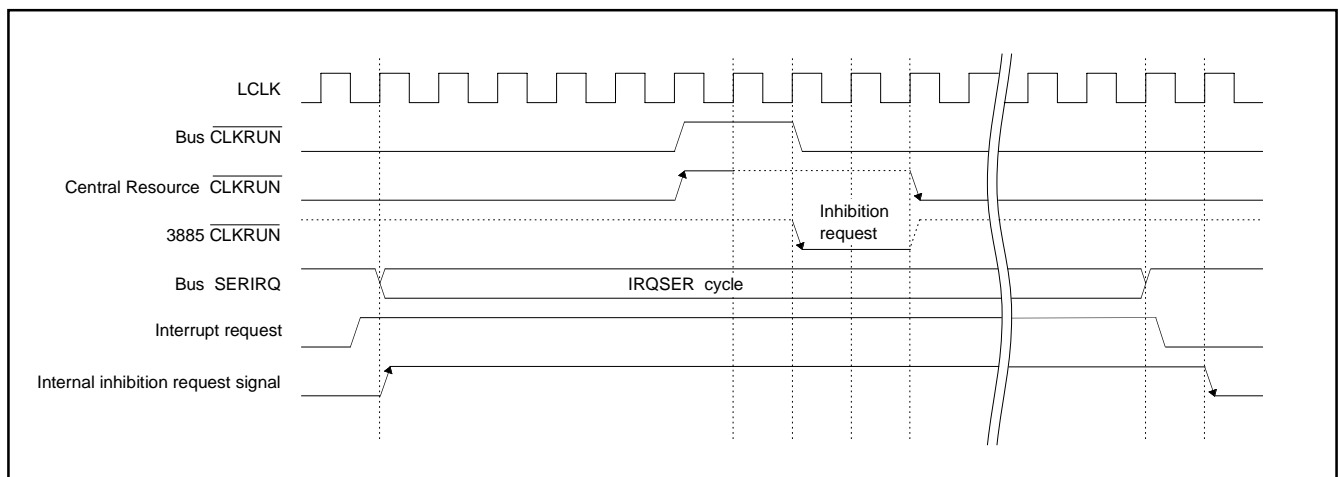 LCLK
Bus CLKRUN
Central Resource CLKRUN
Inhibition
request
3885 CLKRUN
Bus SERIRQ
IRQSER cycle
Interrupt request
Internal inhibition request signal